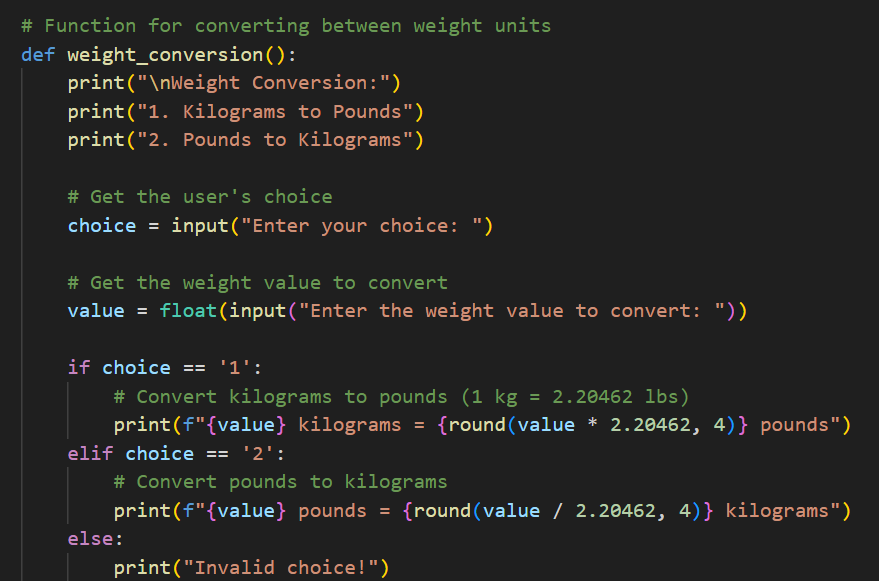 # Function for converting between weight units
def weight_conversion():
    print("\nWeight Conversion:")
    print("1. Kilograms to Pounds")
    print("2. Pounds to Kilograms")

    # Get the user's choice
    choice = input("Enter your choice: ")

    # Get the weight value to convert
    value = float(input("Enter the weight value to convert: "))

    if choice == '1':
        # Convert kilograms to pounds (1 kg = 2.20462 lbs)
        print(f"{value} kilograms = {round(value * 2.20462, 4)} pounds")
    elif choice == '2':
        # Convert pounds to kilograms
        print(f"{value} pounds = {round(value / 2.20462, 4)} kilograms")
    else:
        print("Invalid choice!")